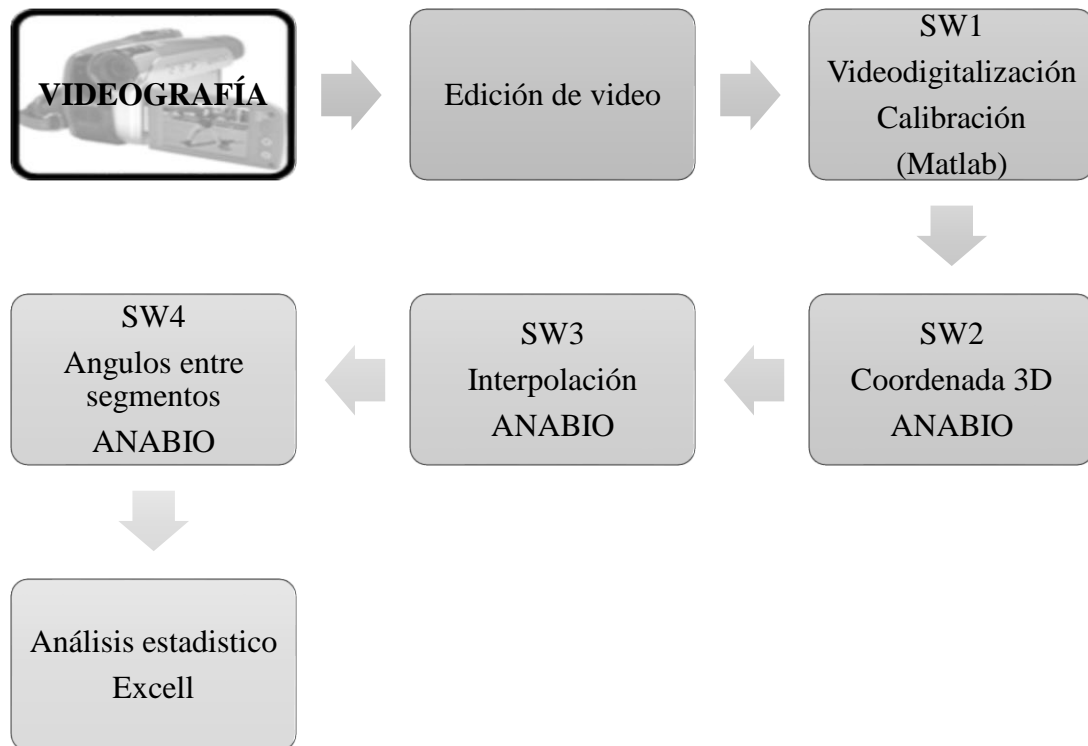 VIDEOGRAFÍA
Edición de video
SW1
Videodigitalización
Calibración
(Matlab)
SW2
Coordenada 3D
ANABIO
SW3
Interpolación
ANABIO
SW4
Angulos entre
segmentos
ANABIO
Análisis estadistico
Excell